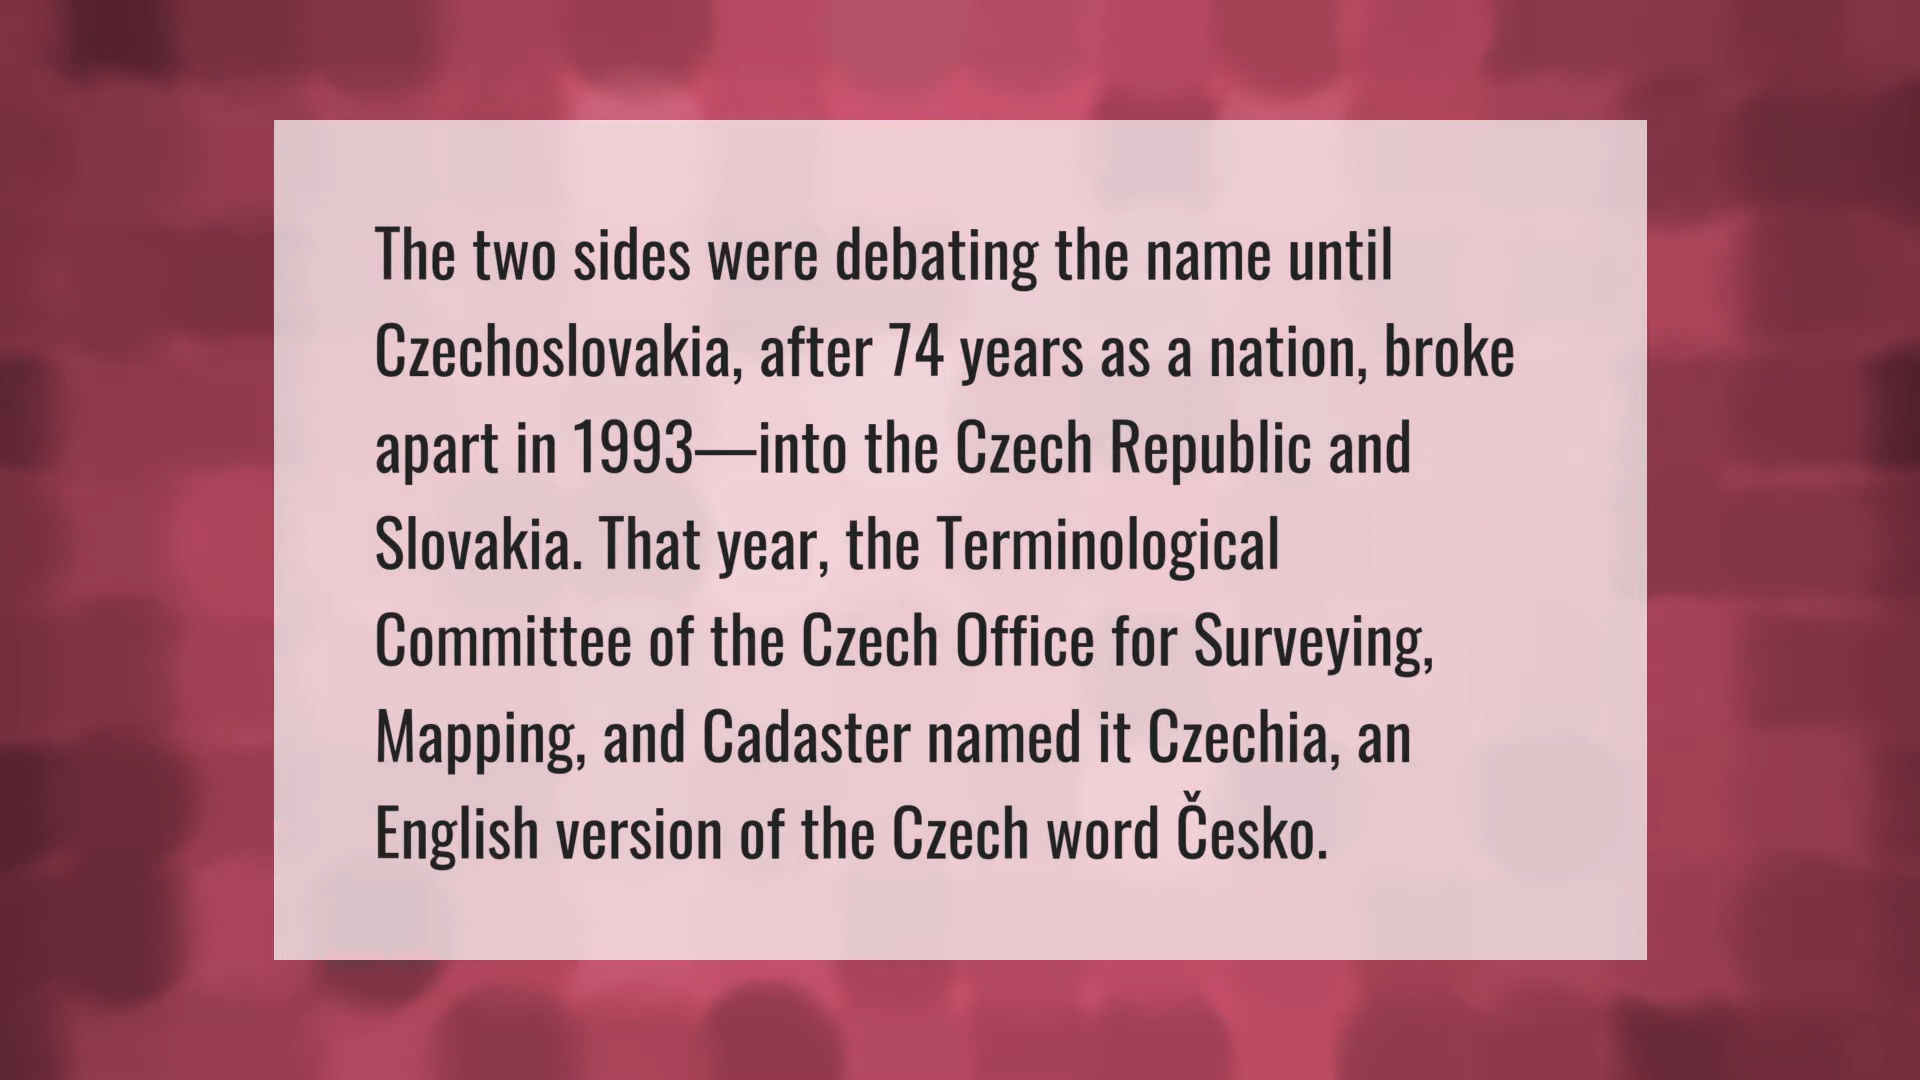 The two sides were debating the name until
Czechoslovakia, after 74 years as a nation, broke
apart in 1993—into the Czech Republic and
Slovakia. That year, the Terminological
Committee of the Czech Office for Surveying,
Mapping, and Cadaster named it Czechia, an
English version of the Czech word Česko.